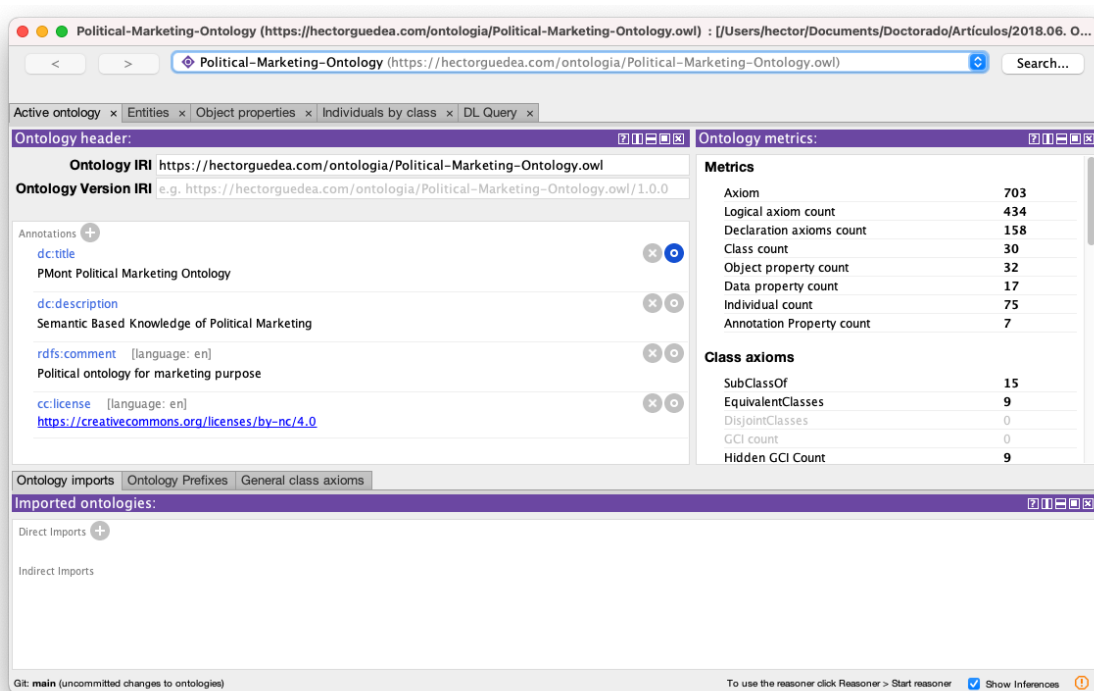 Political-Marketing-Ontology (https://hectorguedea.com/ontologia/Political-Marketing-Ontology.owl) : [/Users/hector/Documents/Doctorado/Artículos/2018.06. O...
< > Political-Marketing-Ontology (https://hectorguedea.com/ontologia/Political-Marketing-Ontology.owl) Search...
Active ontology × Entities × Object properties × Individuals by class × DL Query ×
Ontology header:
Ontology IRI https://hectorguedea.com/ontologia/Political-Marketing-Ontology.owl
Ontology Version IRI e.g. https://hectorguedea.com/ontologia/Political-Marketing-Ontology.owl/1.0.0
Annotations
dc:title
PMont Political Marketing Ontology
dc:description
Semantic Based Knowledge of Political Marketing
rdfs:comment [language: en]
Political ontology for marketing purpose
cc:license [language: en]
https://creativecommons.org/licenses/by-nc/4.0
Ontology metrics:
Metrics
Axiom 703
Logical axiom count 434
Declaration axioms count 158
Class count 30
Object property count 32
Data property count 17
Individual count 75
Annotation Property count 7
Class axioms
SubClassOf 15
EquivalentClasses 9
DisjointClasses 0
GCI count 0
Hidden GCI Count 9
Ontology imports Ontology Prefixes General class axioms
Imported ontologies:
Direct Imports
Indirect Imports
Git: main (uncommitted changes to ontologies) To use the reasoner click Reasoner > Start reasoner Show Inferences